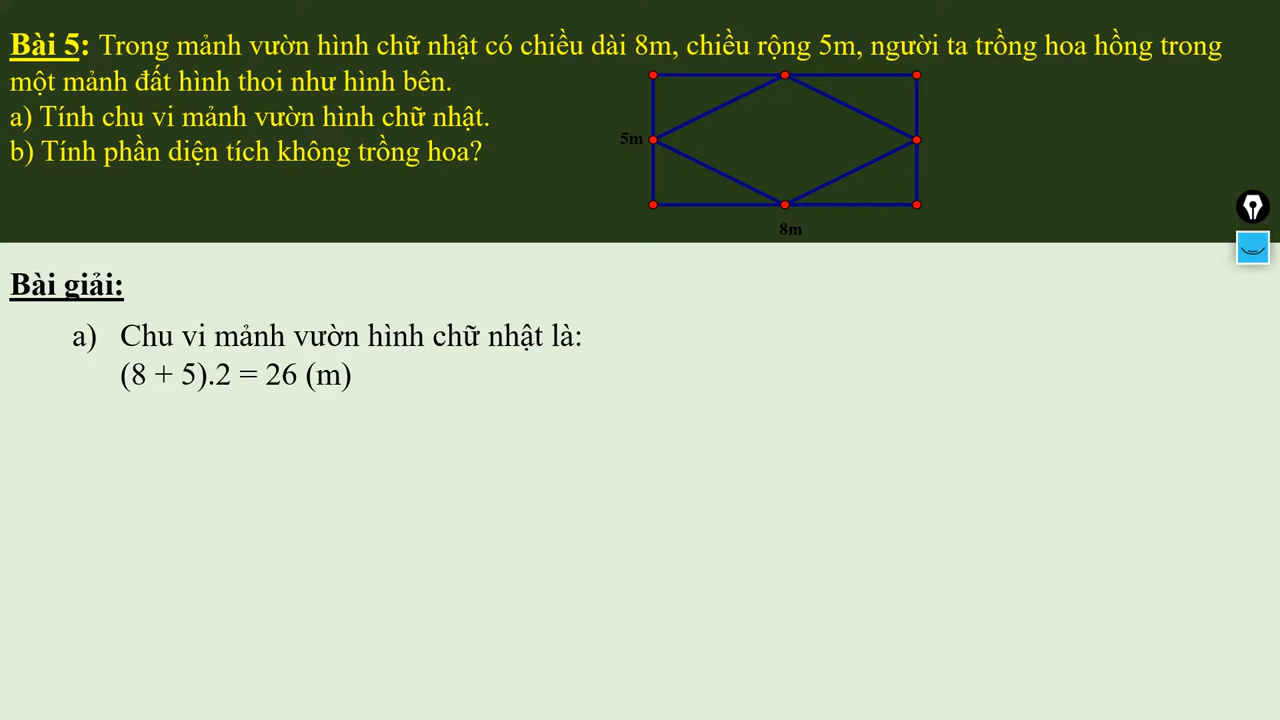 Bài 5: Trong mảnh vườn hình chữ nhật có chiều dài 8m, chiều rộng 5m, người ta trồng hoa hồng trong
một mảnh đất hình thoi như hình bên.
a) Tính chu vi mảnh vườn hình chữ nhật.
b) Tính phần diện tích không trồng hoa?
5m
8m
Bài giải:
a) Chu vi mảnh vườn hình chữ nhật là:
(8 + 5).2 = 26 (m)